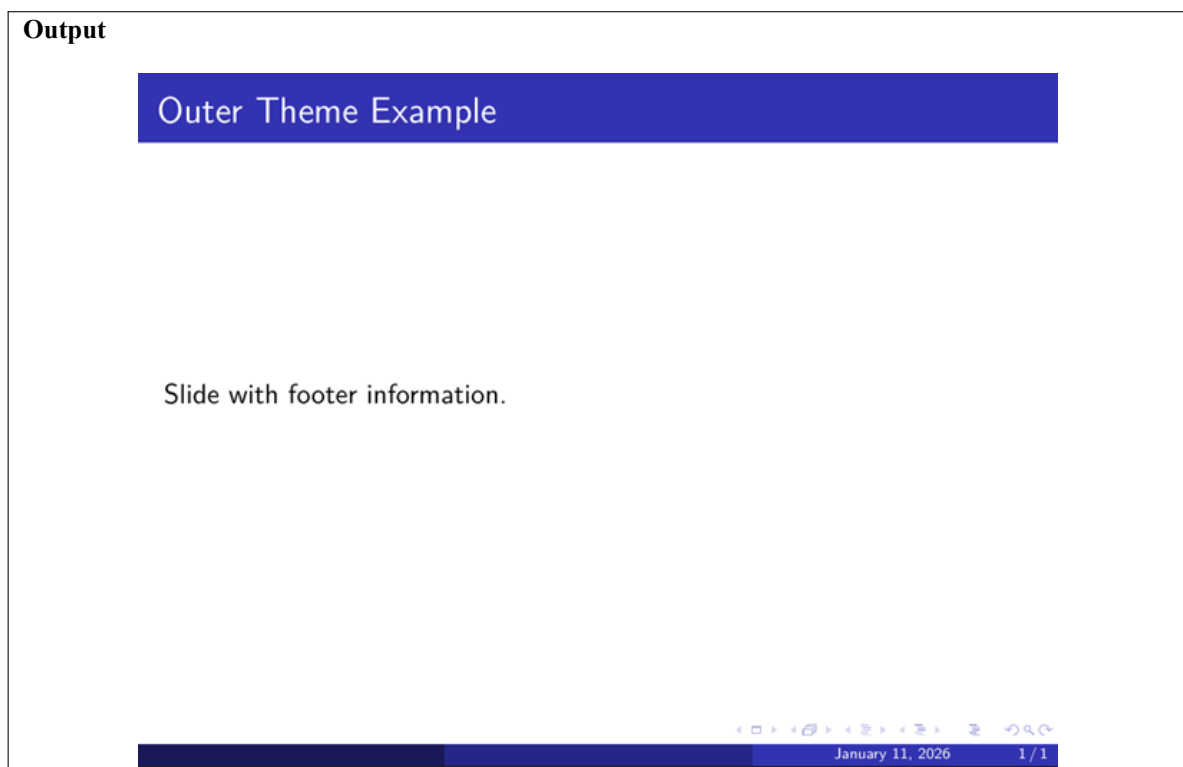 Output
Outer Theme Example
Slide with footer information.
January 11, 2026 1 / 1